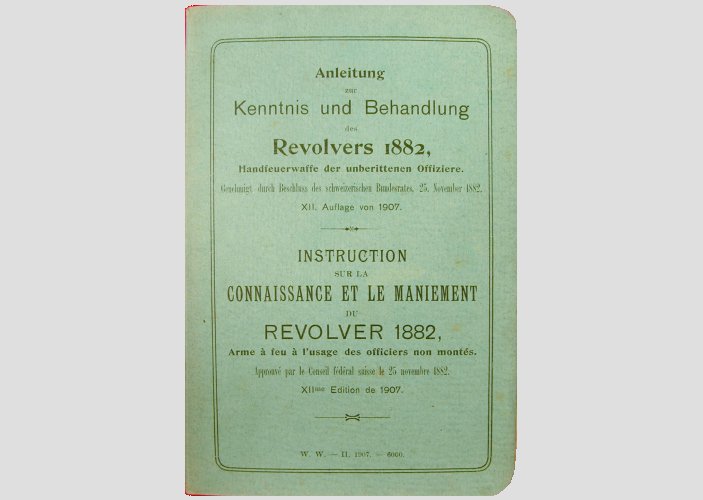 Anleitung
zur
Kenntnis und Behandlung
des
Revolvers 1882,
Handfeuerwaffe der unberittenen Offiziere.
Genehmigt durch Beschluss des schweizerischen Bundesrates, 25. November 1882.
XII. Auflage von 1907.
INSTRUCTION
SUR LA
CONNAISSANCE ET LE MANIEMENT
DU
REVOLVER 1882,
Arme à feu à l'usage des officiers non montés.
Approuvé par le Conseil fédéral suisse le 25 novembre 1882.
XIIme Edition de 1907.
W. W. — II. 1907. — 6000.